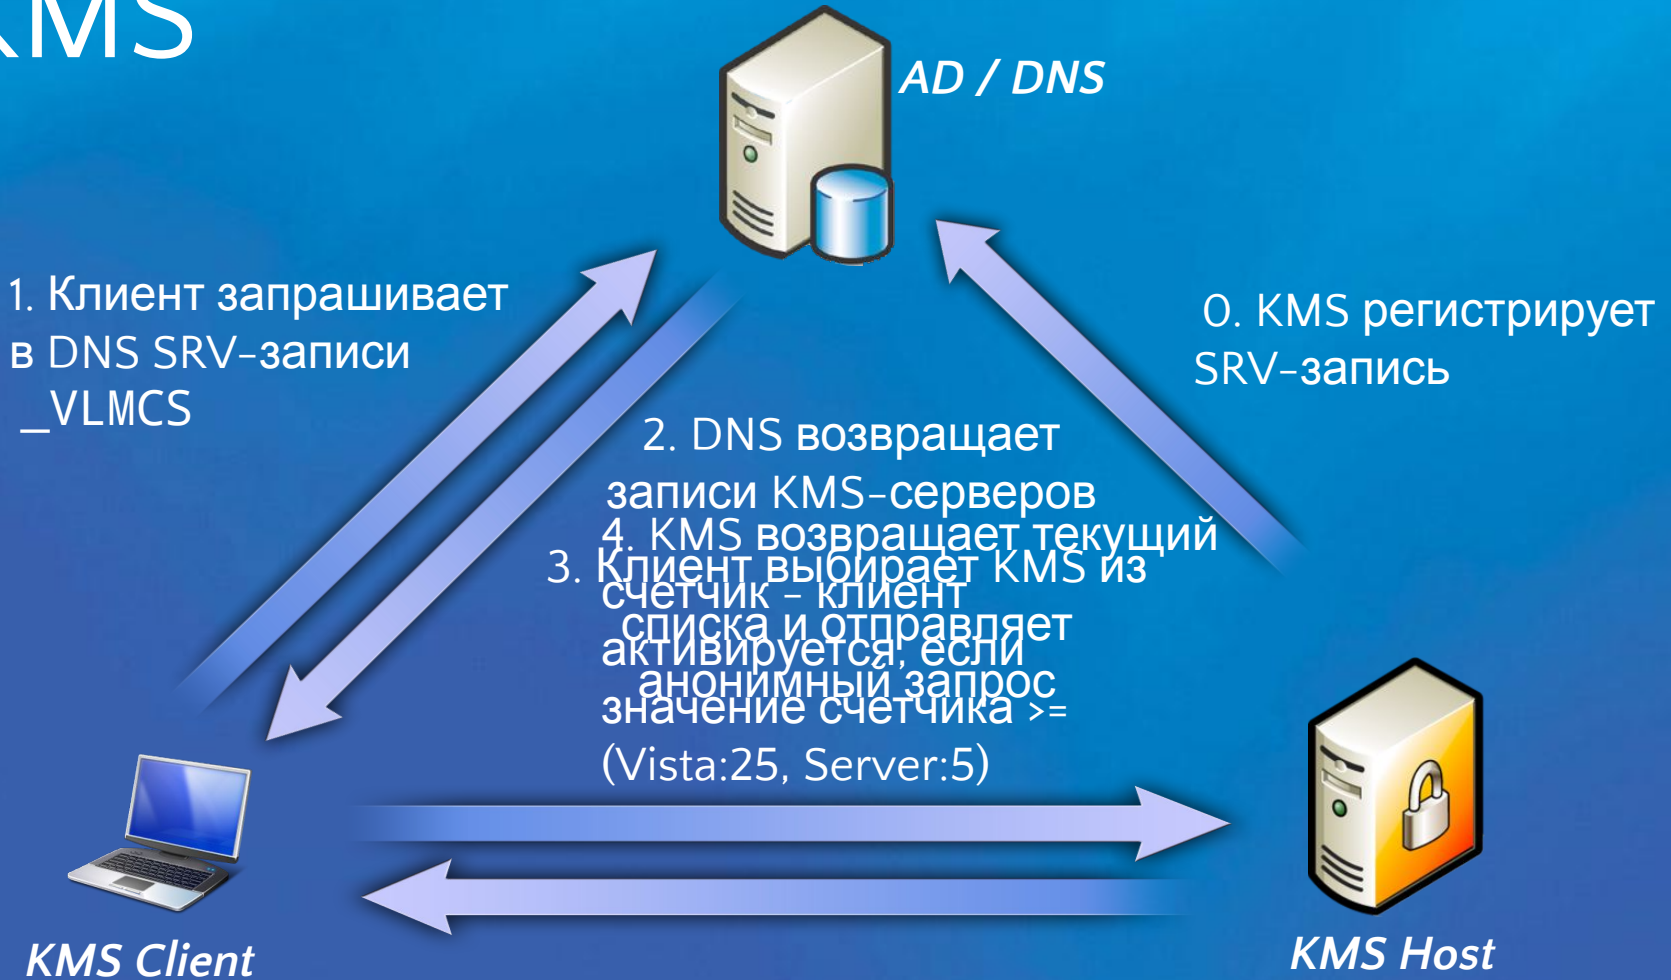 KMS
AD / DNS
1. Клиент запрашивает
в DNS SRV-записи
_VLMCS
0. KMS регистрирует
SRV-запись
2. DNS возвращает
записи KMS-серверов
3. Клиент выбирает KMS из
списка и отправляет
анонимный запрос
4. KMS возвращает текущий
счетчик - клиент
активируется, если
значение счетчика >=
(Vista:25, Server:5)
KMS Client
KMS Host